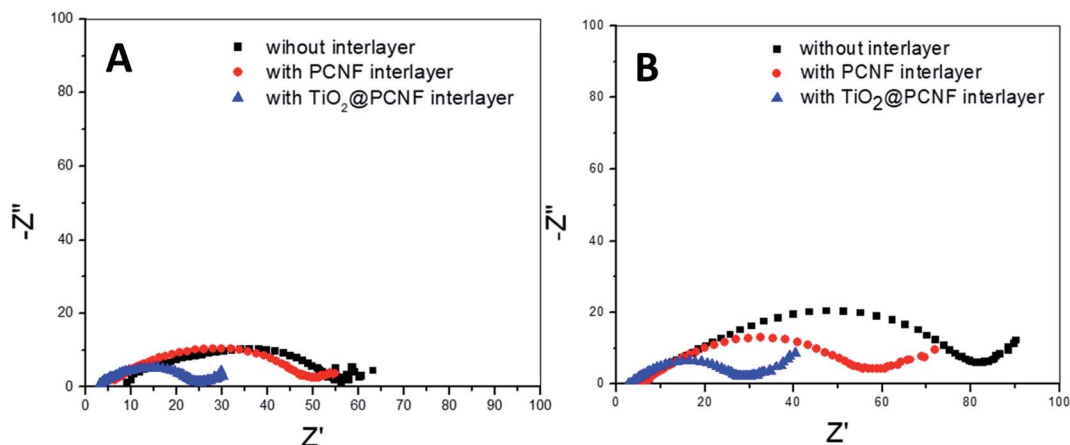 A
wihout interlayer
with PCNF interlayer
with TiO₂@PCNF interlayer
100
80
60
40
20
0
-Z"
0 10 20 30 40 50 60 70 80 90 100
Z'
B
without interlayer
with PCNF interlayer
with TiO₂@PCNF interlayer
100
80
60
40
20
0
-Z"
0 20 40 60 80 100
Z'